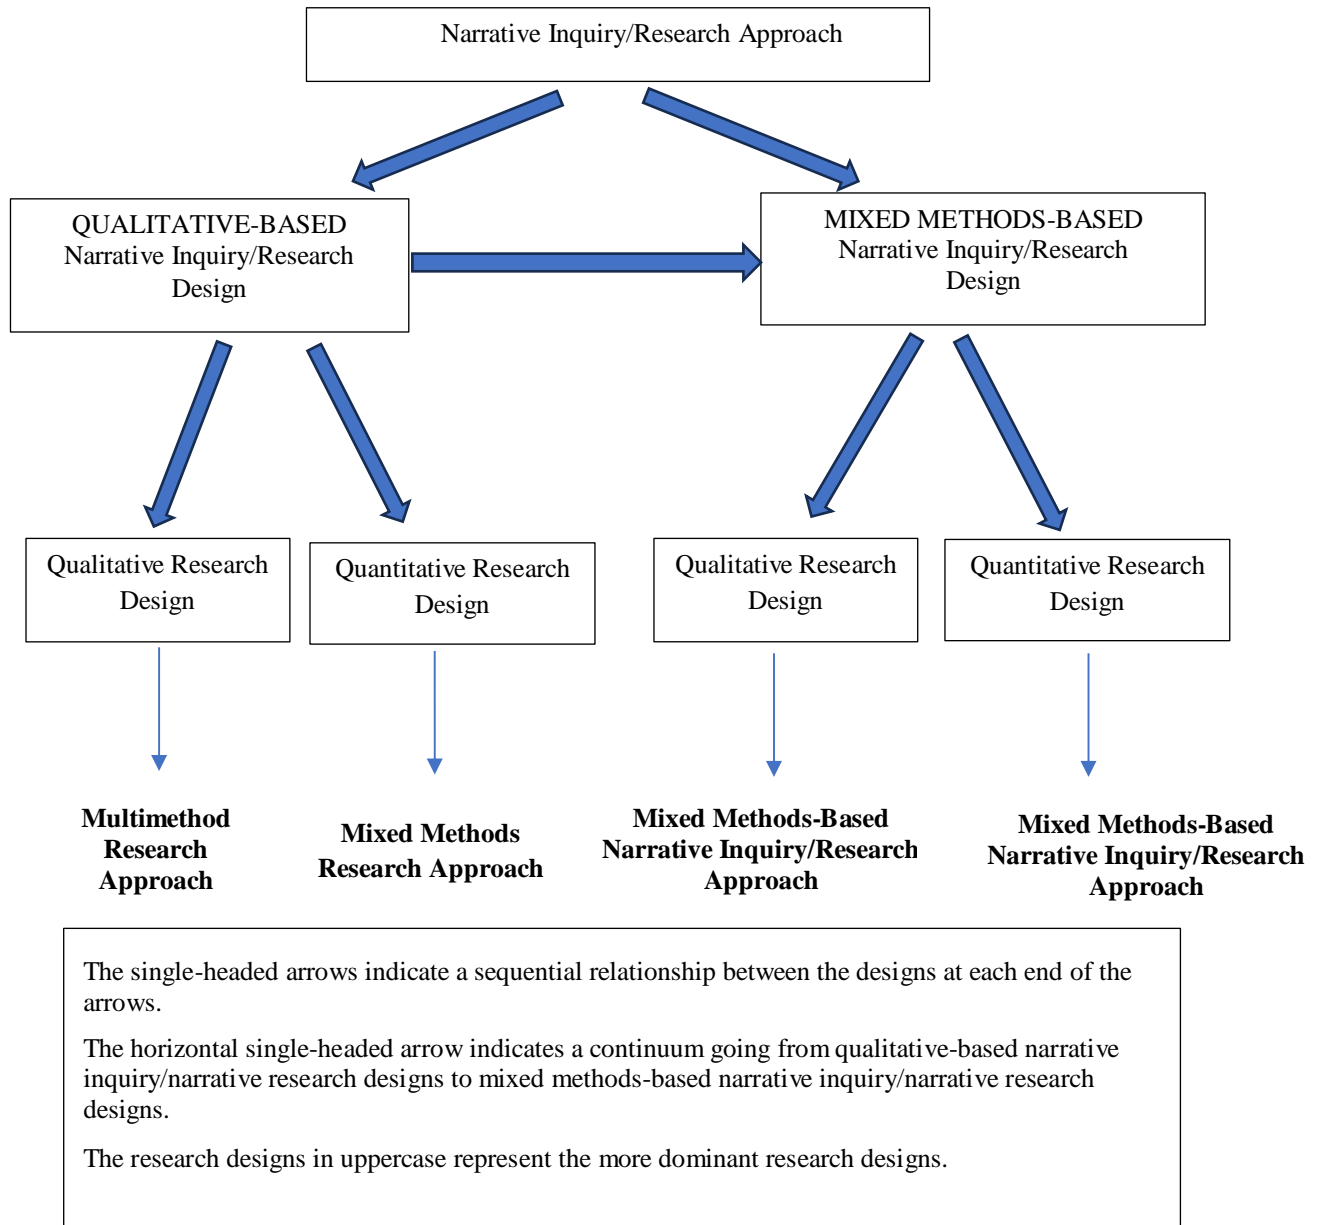 Narrative Inquiry/Research Approach
QUALITATIVE-BASED
Narrative Inquiry/Research
Design
MIXED METHODS-BASED
Narrative Inquiry/Research
Design
Qualitative Research
Design
Quantitative Research
Design
Qualitative Research
Design
Quantitative Research
Design
Multimethod
Research
Approach
Mixed Methods
Research Approach
Mixed Methods-Based
Narrative Inquiry/Research
Approach
Mixed Methods-Based
Narrative Inquiry/Research
Approach
The single-headed arrows indicate a sequential relationship between the designs at each end of the
arrows.
The horizontal single-headed arrow indicates a continuum going from qualitative-based narrative
inquiry/narrative research designs to mixed methods-based narrative inquiry/narrative research
designs.
The research designs in uppercase represent the more dominant research designs.